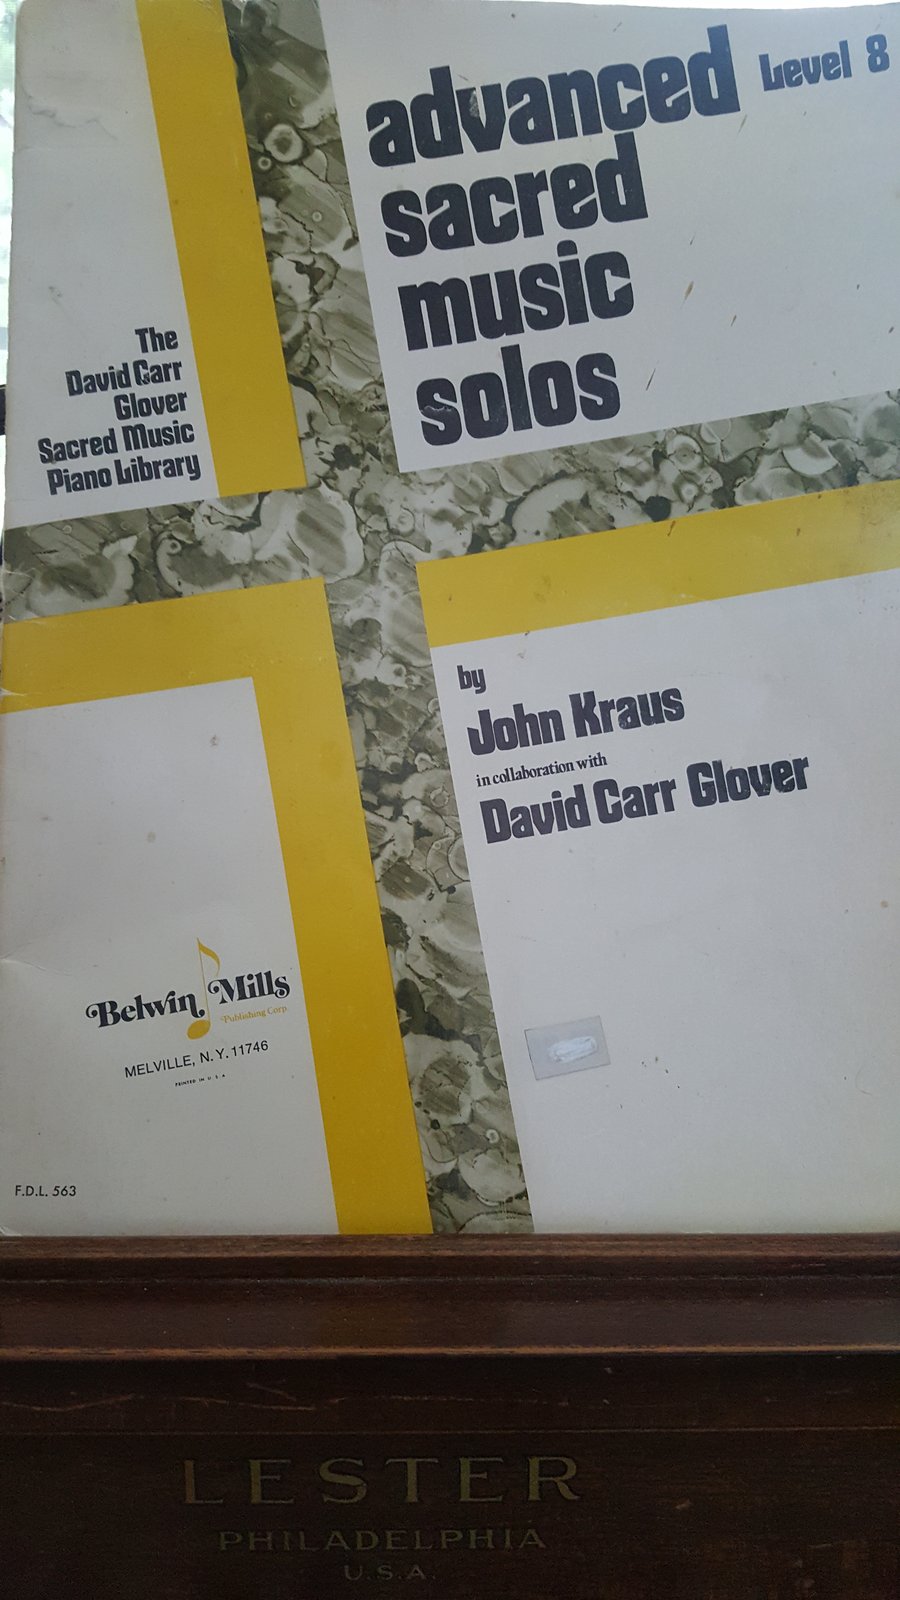 advanced Level 8
sacred
music
solos
The
David Carr
Glover
Sacred Music
Piano Library
by
John Kraus
in collaboration with
David Carr Glover
Belwin Mills
Publishing Corp.
MELVILLE, N.Y. 11746
PRINTED IN U.S.A
F.D.L. 563
LESTER
PHILADELPHIA
U.S.A.